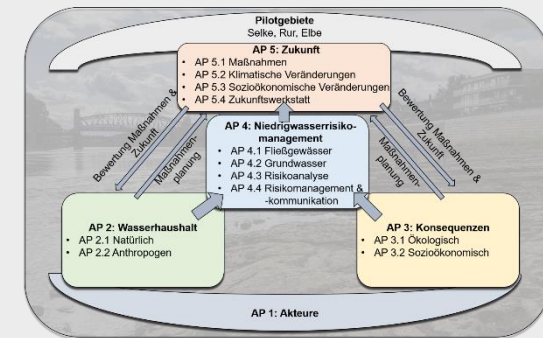 Pilotgebiete
Selke, Rur, Elbe
AP 5: Zukunft
• AP 5.1 Maßnahmen
• AP 5.2 Klimatische Veränderungen
• AP 5.3 Sozioökonomische Veränderungen
• AP 5.4 Zukunftswerkstatt
Bewertung Maßnahmen &
Zukunft
Maßnahmen-
planung
AP 4: Niedrigwasserrisiko-
management
• AP 4.1 Fließgewässer
• AP 4.2 Grundwasser
• AP 4.3 Risikoanalyse
• AP 4.4 Risikomanagement &
-kommunikation
Maßnahmen-
planung
Bewertung Maßnahmen &
Zukunft
AP 2: Wasserhaushalt
• AP 2.1 Natürlich
• AP 2.2 Anthropogen
AP 3: Konsequenzen
• AP 3.1 Ökologisch
• AP 3.2 Sozioökonomisch
AP 1: Akteure